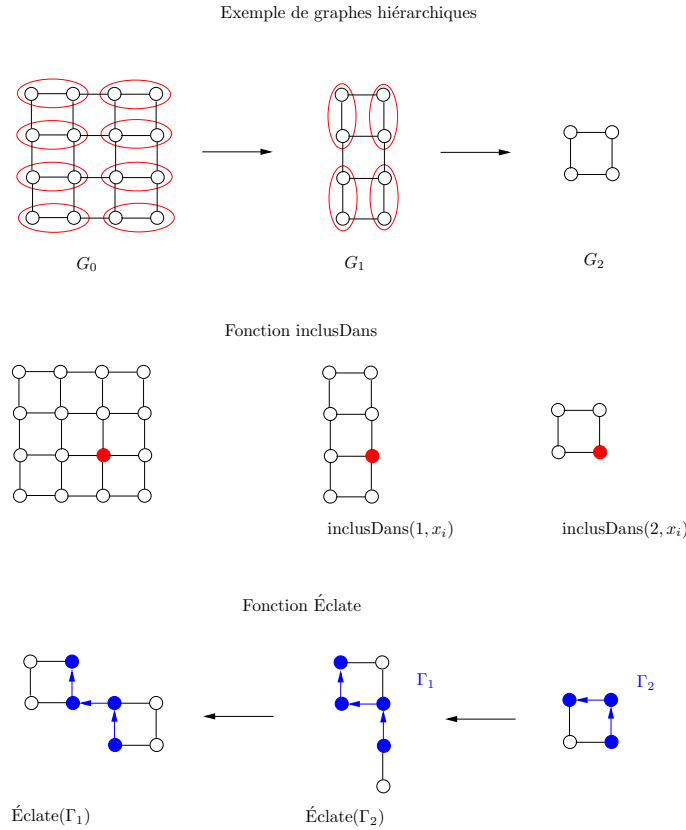 Exemple de graphes hiérarchiques
G₀ G₁ G₂
Fonction inclusDans
inclusDans(1, xᵢ) inclusDans(2, xᵢ)
Fonction Éclate
Γ₁ Γ₂
Éclate(Γ₁) Éclate(Γ₂)